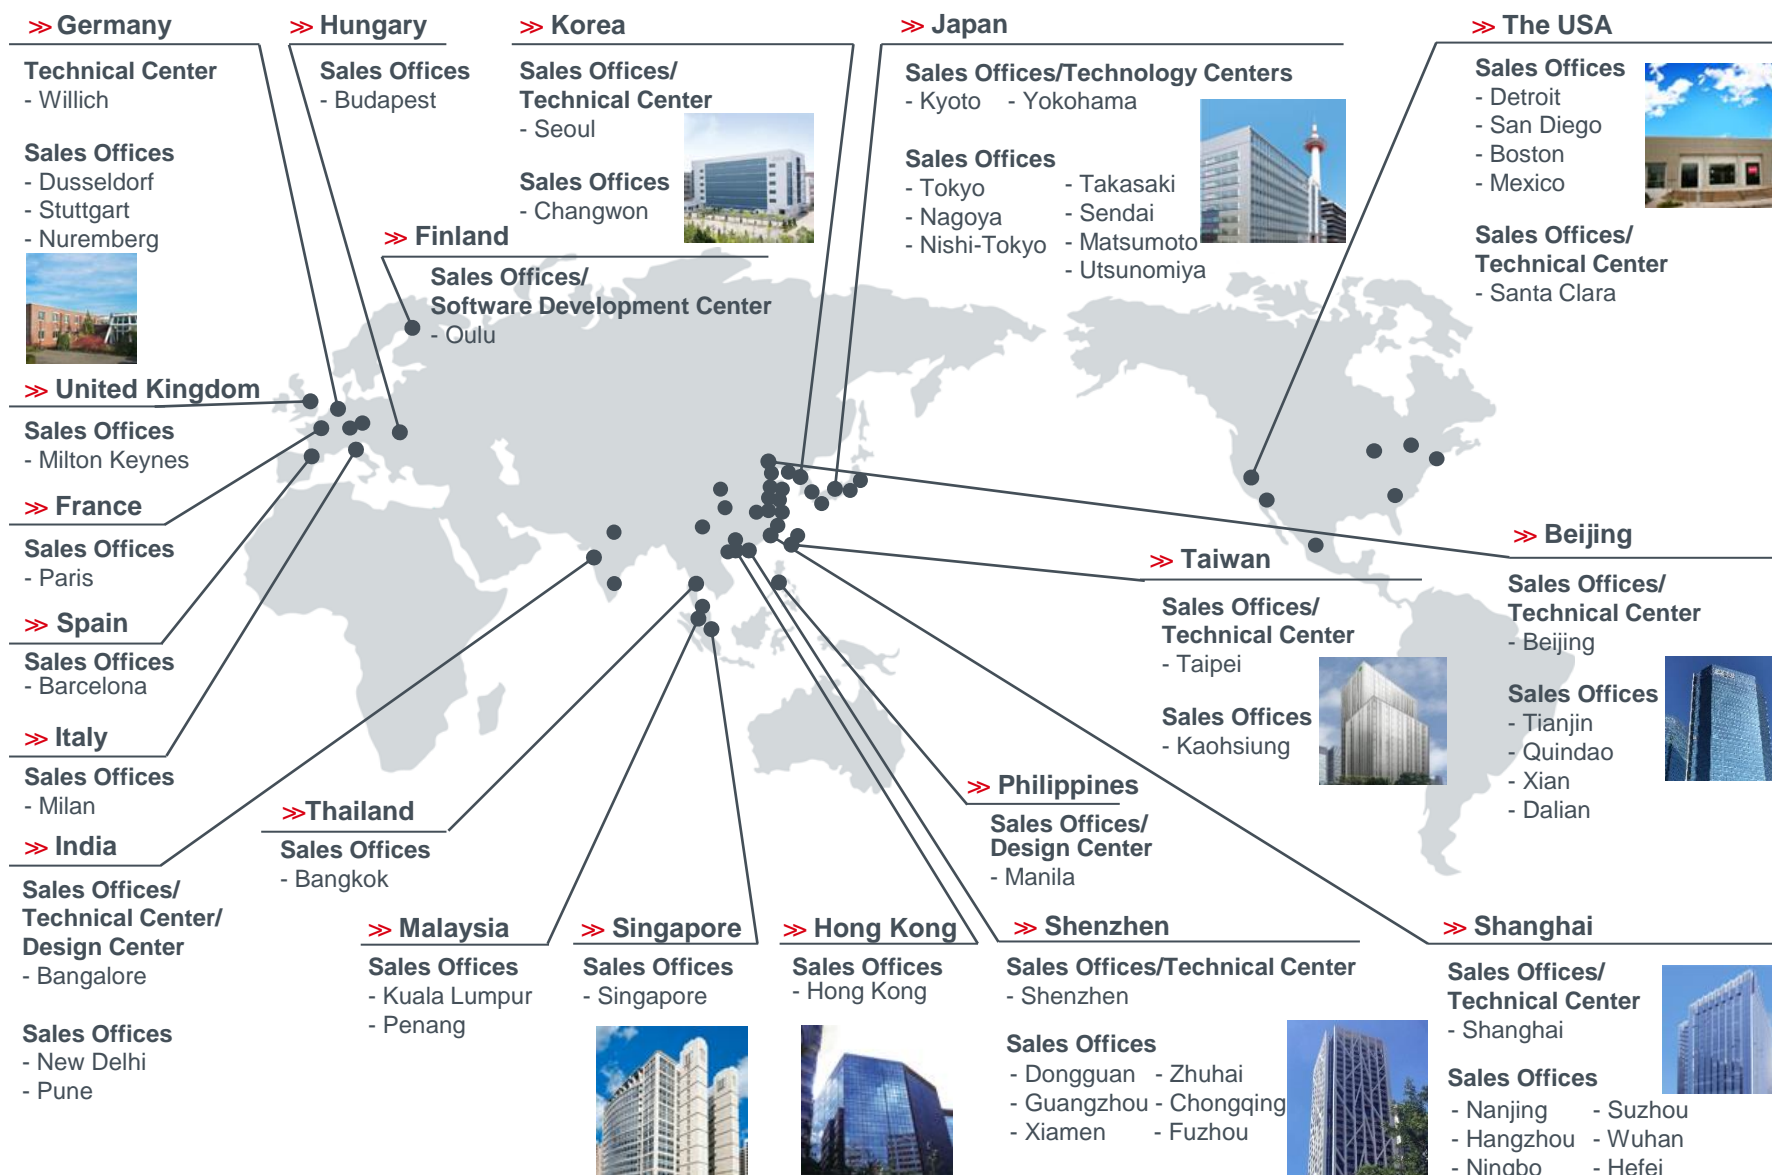 >> Germany
Technical Center
- Willich
Sales Offices
- Dusseldorf
- Stuttgart
- Nuremberg
>> Hungary
Sales Offices
- Budapest
>> Korea
Sales Offices/
Technical Center
- Seoul
Sales Offices
- Changwon
>> Japan
Sales Offices/Technology Centers
- Kyoto - Yokohama
Sales Offices
- Tokyo
- Nagoya
- Nishi-Tokyo
- Takasaki
- Sendai
- Matsumoto
- Utsunomiya
>> The USA
Sales Offices
- Detroit
- San Diego
- Boston
- Mexico
Sales Offices/
Technical Center
- Santa Clara
>> Finland
Sales Offices/
Software Development Center
- Oulu
>> United Kingdom
Sales Offices
- Milton Keynes
>> France
Sales Offices
- Paris
>> Spain
Sales Offices
- Barcelona
>> Italy
Sales Offices
- Milan
>> India
Sales Offices/
Technical Center/
Design Center
- Bangalore
Sales Offices
- New Delhi
- Pune
>> Thailand
Sales Offices
- Bangkok
>> Malaysia
Sales Offices
- Kuala Lumpur
- Penang
>> Singapore
Sales Offices
- Singapore
>> Hong Kong
Sales Offices
- Hong Kong
>> Philippines
Sales Offices/
Design Center
- Manila
>> Shenzhen
Sales Offices/Technical Center
- Shenzhen
Sales Offices
- Dongguan - Zhuhai
- Guangzhou - Chongqing
- Xiamen - Fuzhou
>> Taiwan
Sales Offices/
Technical Center
- Taipei
Sales Offices
- Kaohsiung
>> Beijing
Sales Offices/
Technical Center
- Beijing
Sales Offices
- Tianjin
- Quindao
- Xian
- Dalian
>> Shanghai
Sales Offices/
Technical Center
- Shanghai
Sales Offices
- Nanjing - Suzhou
- Hangzhou - Wuhan
- Ningbo - Hefei